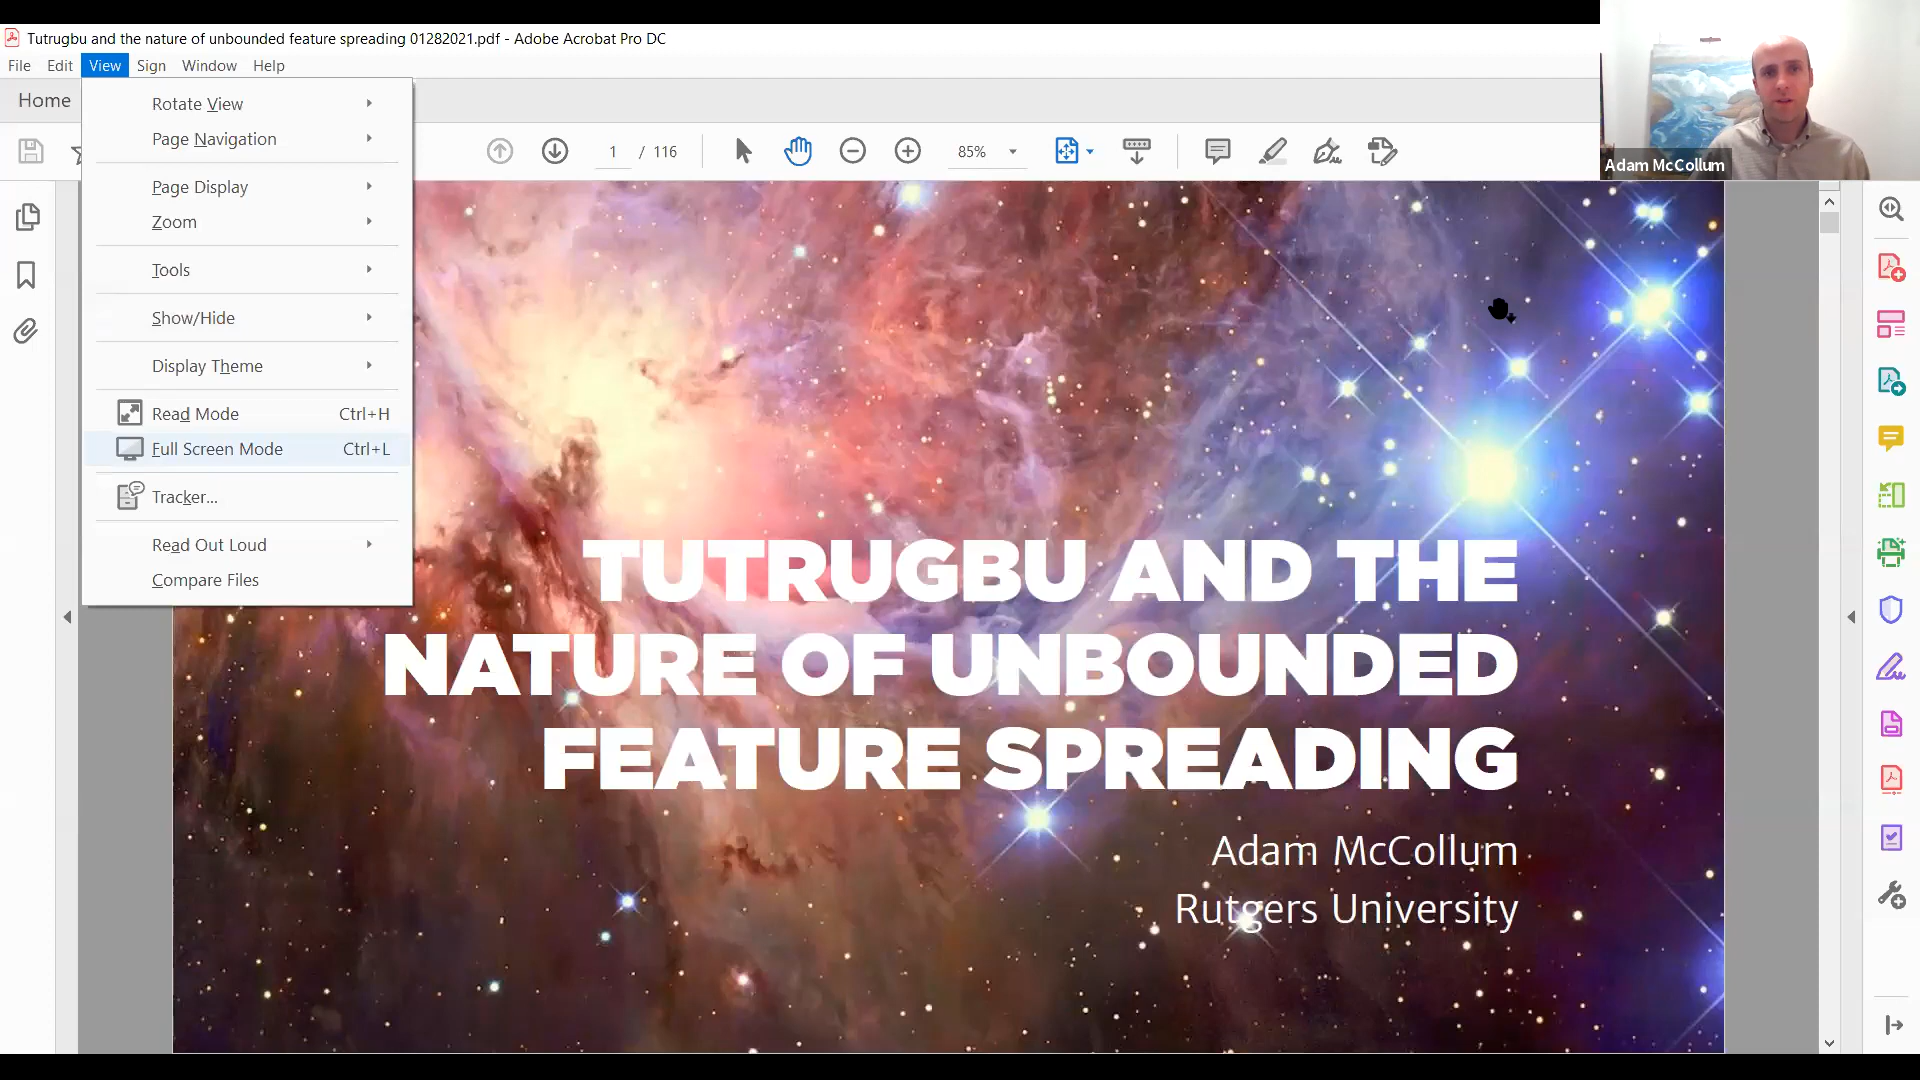 Tutrugbu and the nature of unbounded feature spreading 01282021.pdf - Adobe Acrobat Pro DC
File Edit View Sign Window Help
Home
1 / 116 85%
Rotate View
Page Navigation
Page Display
Zoom
Tools
Show/Hide
Display Theme
Read Mode Ctrl+H
Full Screen Mode Ctrl+L
Tracker...
Read Out Loud
Compare Files
Adam McCollum
TUTRUGBU AND THE
NATURE OF UNBOUNDED
FEATURE SPREADING
Adam McCollum
Rutgers University